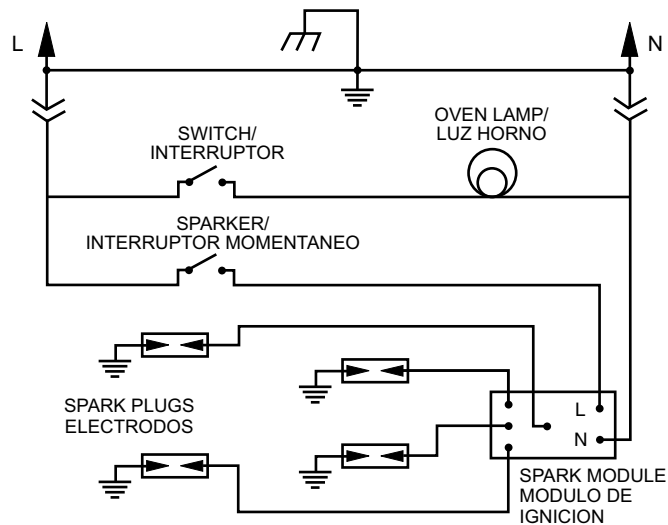 L
N
OVEN LAMP/
LUZ HORNO
SWITCH/
INTERRUPTOR
SPARKER/
INTERRUPTOR MOMENTANEO
SPARK PLUGS
ELECTRODOS
L
N
SPARK MODULE
MODULO DE
IGNICION